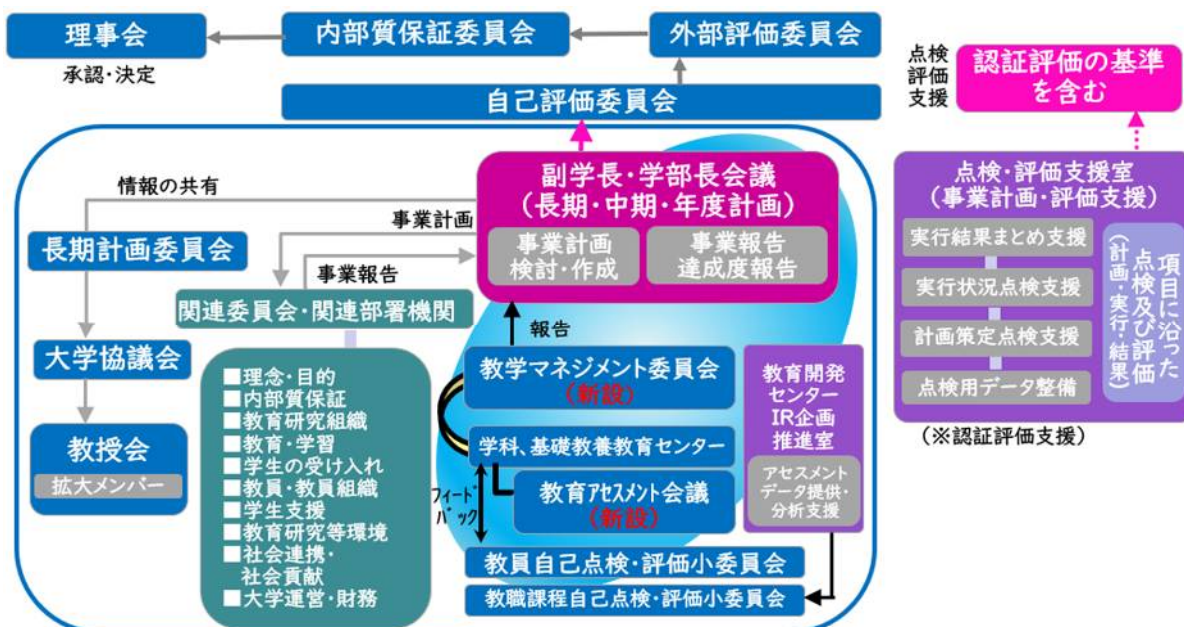 理事会
承認・決定
内部質保証委員会
外部評価委員会
自己評価委員会
点検
評価
支援
認証評価の基準
を含む
情報の共有
事業計画
事業報告
長期計画委員会
大学協議会
教授会
拡大メンバー
副学長・学部長会議
(長期・中期・年度計画)
事業計画
検討・作成
事業報告
達成度報告
関連委員会・関連部署機関
■理念・目的
■内部質保証
■教育研究組織
■教育・学習
■学生の受け入れ
■教員・教員組織
■学生支援
■教育研究等環境
■社会連携・
社会貢献
■大学運営・財務
報告
教学マネジメント委員会
(新設)
学科、基礎教養教育センター
フィード
バック
教育アセスメント会議
(新設)
教員自己点検・評価小委員会
教職課程自己点検・評価小委員会
教育開発
センター
IR企画
推進室
アセスメント
データ提供・
分析支援
点検・評価支援室
(事業計画・評価支援)
実行結果まとめ支援
実行状況点検支援
計画策定点検支援
点検用データ整備
項目に沿った
点検及び評価
(計画・実行・結果)
(※認証評価支援)